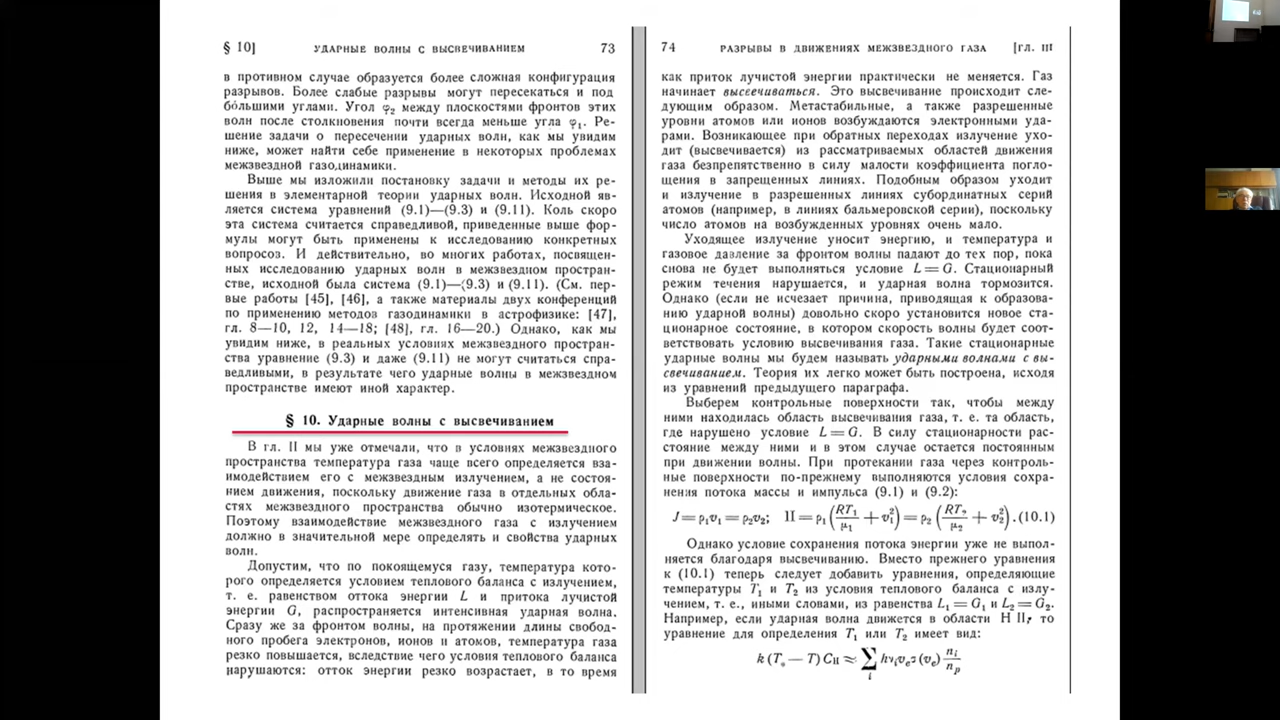 § 10] УДАРНЫЕ ВОЛНЫ С ВЫСВЕЧИВАНИЕМ 73
в противном случае образуется более сложная конфигурация
разрывов. Более слабые разрывы могут пересекаться и под
бо́льшими углами. Угол φ₂ между плоскостями фронтов этих
волн после столкновения почти всегда меньше угла φ₁. Ре-
шение задачи о пересечении ударных волн, как мы увидим
ниже, может найти себе применение в некоторых проблемах
межзвездной газодинамики.
Выше мы изложили постановку задачи и методы их ре-
шения в элементарной теории ударных волн. Исходной яв-
ляется система уравнений (9.1)—(9.3) и (9.11). Коль скоро
эта система считается справедливой, приведенные выше фор-
мулы могут быть применены к исследованию конкретных
вопросов. И действительно, во многих работах, посвящен-
ных исследованию ударных волн в межзвездном простран-
стве, исходной была система (9.1)—(9.3) и (9.11). (См. пер-
вые работы [45], [46], а также материалы двух конференций
по применению методов газодинамики в астрофизике: [47],
гл. 8—10, 12, 14—18; [48], гл. 16—20.) Однако, как мы
увидим ниже, в реальных условиях межзвездного простран-
ства уравнение (9.3) и даже (9.11) не могут считаться спра-
ведливыми, в результате чего ударные волны в межзвездном
пространстве имеют иной характер.
§ 10. Ударные волны с высвечиванием
В гл. II мы уже отмечали, что в условиях межзвездного
пространства температура газа чаще всего определяется вза-
имодействием его с межзвездным излучением, а не состоя-
нием движения, поскольку движение газа в отдельных обла-
стях межзвездного пространства обычно изотермическое.
Поэтому взаимодействие межзвездного газа с излучением
должно в значительной мере определять и свойства ударных
волн.
Допустим, что по покоящемуся газу, температура кото-
рого определяется условием теплового баланса с излучением,
т. е. равенством оттока энергии L и притока лучистой
энергии G, распространяется интенсивная ударная волна.
Сразу же за фронтом волны, на протяжении длины свобод-
ного пробега электронов, ионов и атомов, температура газа
резко повышается, вследствие чего условия теплового баланса
нарушаются: отток энергии резко возрастает, в то время
74 РАЗРЫВЫ В ДВИЖЕНИЯХ МЕЖЗВЕЗДНОГО ГАЗА [ГЛ. III
как приток лучистой энергии практически не меняется. Газ
начинает высвечиваться. Это высвечивание происходит сле-
дующим образом. Метастабильные, а также разрешенные
уровни атомов или ионов возбуждаются электронными уда-
рами. Возникающее при обратных переходах излучение ухо-
дит (высвечивается) из рассматриваемых областей движения
газа безпрепятственно в силу малости коэффициента погло-
щения в запрещенных линиях. Подобным образом уходит
и излучение в разрешенных линиях субординатных серий
атомов (например, в линиях бальмеровской серии), поскольку
число атомов на возбужденных уровнях очень мало.
Уходящее излучение уносит энергию, и температура и
газовое давление за фронтом волны падают до тех пор, пока
снова не будет выполняться условие L = G. Стационарный
режим течения нарушается, и ударная волна тормозится.
Однако (если не исчезает причина, приводящая к образова-
нию ударной волны) довольно скоро установится новое ста-
ционарное состояние, в котором скорость волны будет соот-
ветствовать условию высвечивания газа. Такие стационарные
ударные волны мы будем называть ударными волнами с вы-
свечиванием. Теория их легко может быть построена, исходя
из уравнений предыдущего параграфа.
Выберем контрольные поверхности так, чтобы между
ними находилась область высвечивания газа, т. е. та область,
где нарушено условие L = G. В силу стационарности рас-
стояние между ними и в этом случае остается постоянным
при движении волны. При протекании газа через контроль-
ные поверхности по-прежнему выполняются условия сохра-
нения потока массы и импульса (9.1) и (9.2):
J = ρ₁v₁ = ρ₂v₂; Π = ρ₁(RT₁/μ₁ + v₁²) = ρ₂(RT₂/μ₂ + v₂²). (10.1)
Однако условие сохранения потока энергии уже не выпол-
няется благодаря высвечиванию. Вместо прежнего уравнения
к (10.1) теперь следует добавить уравнения, определяющие
температуры T₁ и T₂ из условия теплового баланса с излу-
чением, т. е., иными словами, из равенства L₁ = G₁ и L₂ = G₂.
Например, если ударная волна движется в области H II, то
уравнение для определения T₁ или T₂ имеет вид:
k (T* − T) Cн ≈ ∑ᵢ hνᵢvₑσ(vₑ) nᵢ/nₚ